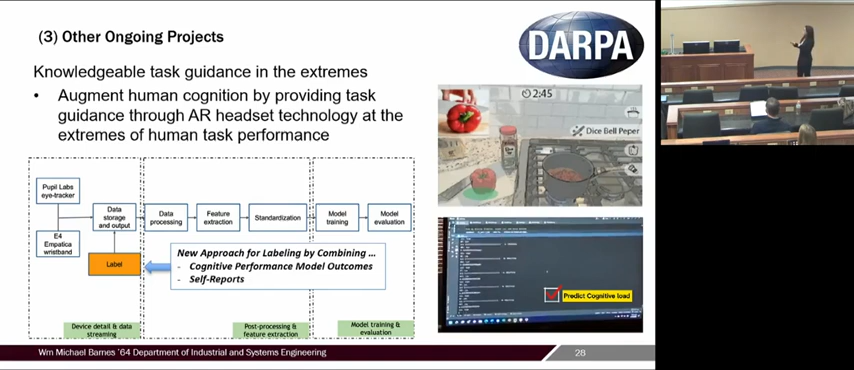 (3) Other Ongoing Projects
DARPA
Knowledgeable task guidance in the extremes
• Augment human cognition by providing task
guidance through AR headset technology at the
extremes of human task performance
2:45
Dice Bell Peper
Pupil Labs
eye-tracker
E4
Empatica
wristband
Data
storage
and output
Data
processing
Feature
extraction
Standardization
Model
training
Model
evaluation
Label
New Approach for Labeling by Combining ...
- Cognitive Performance Model Outcomes
- Self-Reports
Predict Cognitive load
Device detail & data
streaming
Post-processing &
feature extraction
Model training &
evaluation
Wm Michael Barnes '64 Department of Industrial and Systems Engineering
28